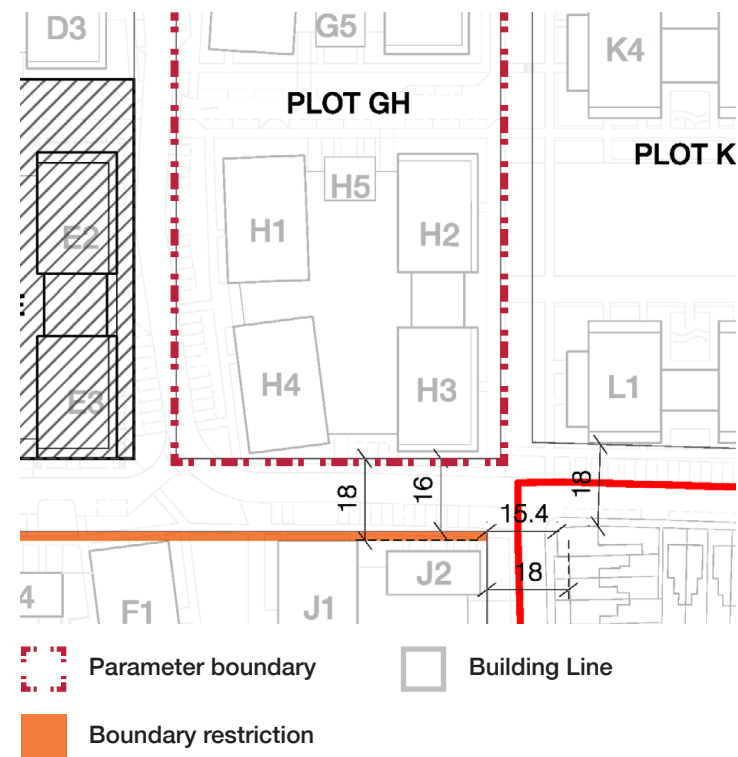 D3
G5
K4
PLOT GH
PLOT K
H5
E2
H1
H2
E3
H4
H3
L1
18
16
18
15.4
J2
18
4
F1
J1
Parameter boundary
Building Line
Boundary restriction